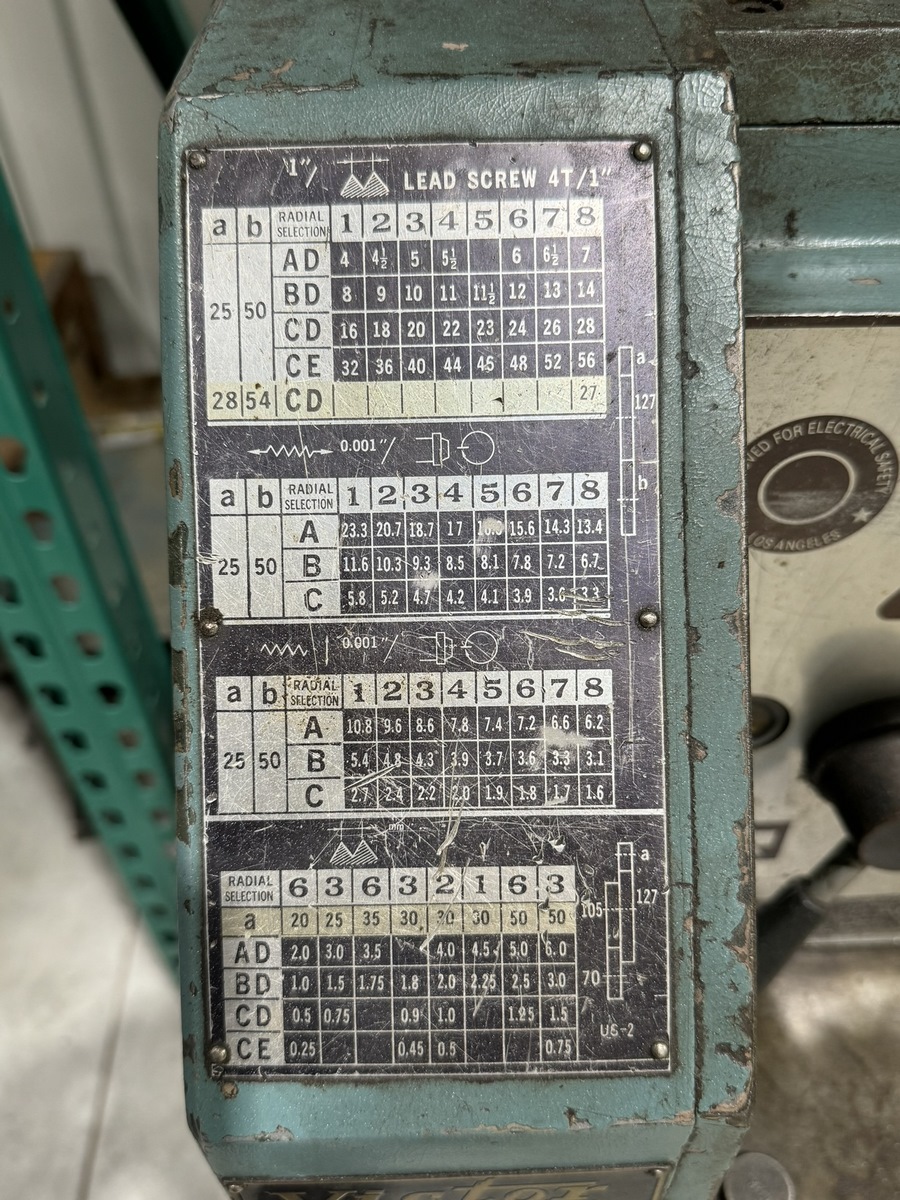 1"/ LEAD SCREW 4T/1"
a b RADIAL SELECTION 1 2 3 4 5 6 7 8
25 50 AD 4 4½ 5 5½ 6 6½ 7
BD 8 9 10 11 11½ 12 13 14
CD 16 18 20 22 23 24 26 28
CE 32 36 40 44 46 48 52 56
28 54 CD 27
a
127
b
0.001"/
a b RADIAL SELECTION 1 2 3 4 5 6 7 8
25 50 A 23.3 20.7 18.7 17 15.6 14.3 13.4
B 11.6 10.3 9.3 8.5 8.1 7.8 7.2 6.7
C 5.8 5.2 4.7 4.2 4.1 3.9 3.6 3.3
0.001"/
a b RADIAL SELECTION 1 2 3 4 5 6 7 8
25 50 A 10.8 9.6 8.6 7.8 7.4 7.2 6.6 6.2
B 5.4 4.8 4.3 3.9 3.7 3.6 3.3 3.1
C 2.7 2.4 2.2 2.0 1.9 1.8 1.7 1.6
mm
RADIAL SELECTION 6 3 6 3 2 1 6 3
a 20 25 35 30 30 50 50
AD 2.0 3.0 3.5 4.0 4.5 5.0 6.0
BD 1.0 1.5 1.75 1.8 2.0 2.25 2.5 3.0
CD 0.5 0.75 0.9 1.0 1.25 1.5
CE 0.25 0.45 0.5 0.75
a
105 127
70
US-2
FOR ELECTRICAL SAFETY
LOS ANGELES
Victor